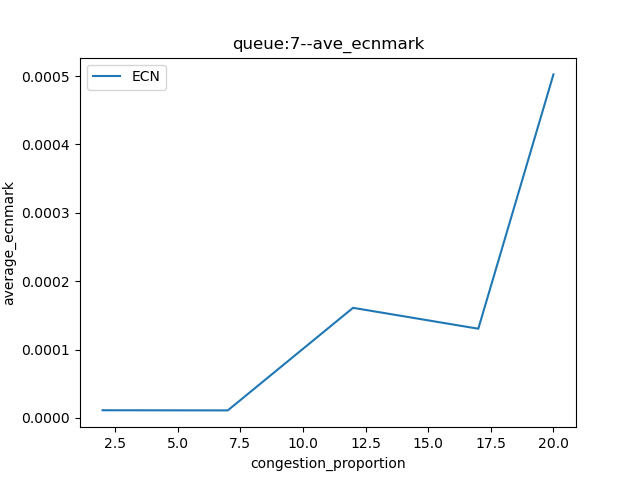 queue:7--ave_ecnmark
ECN
0.0005
0.0004
0.0003
0.0002
0.0001
0.0000
average_ecnmark
2.5 5.0 7.5 10.0 12.5 15.0 17.5 20.0
congestion_proportion